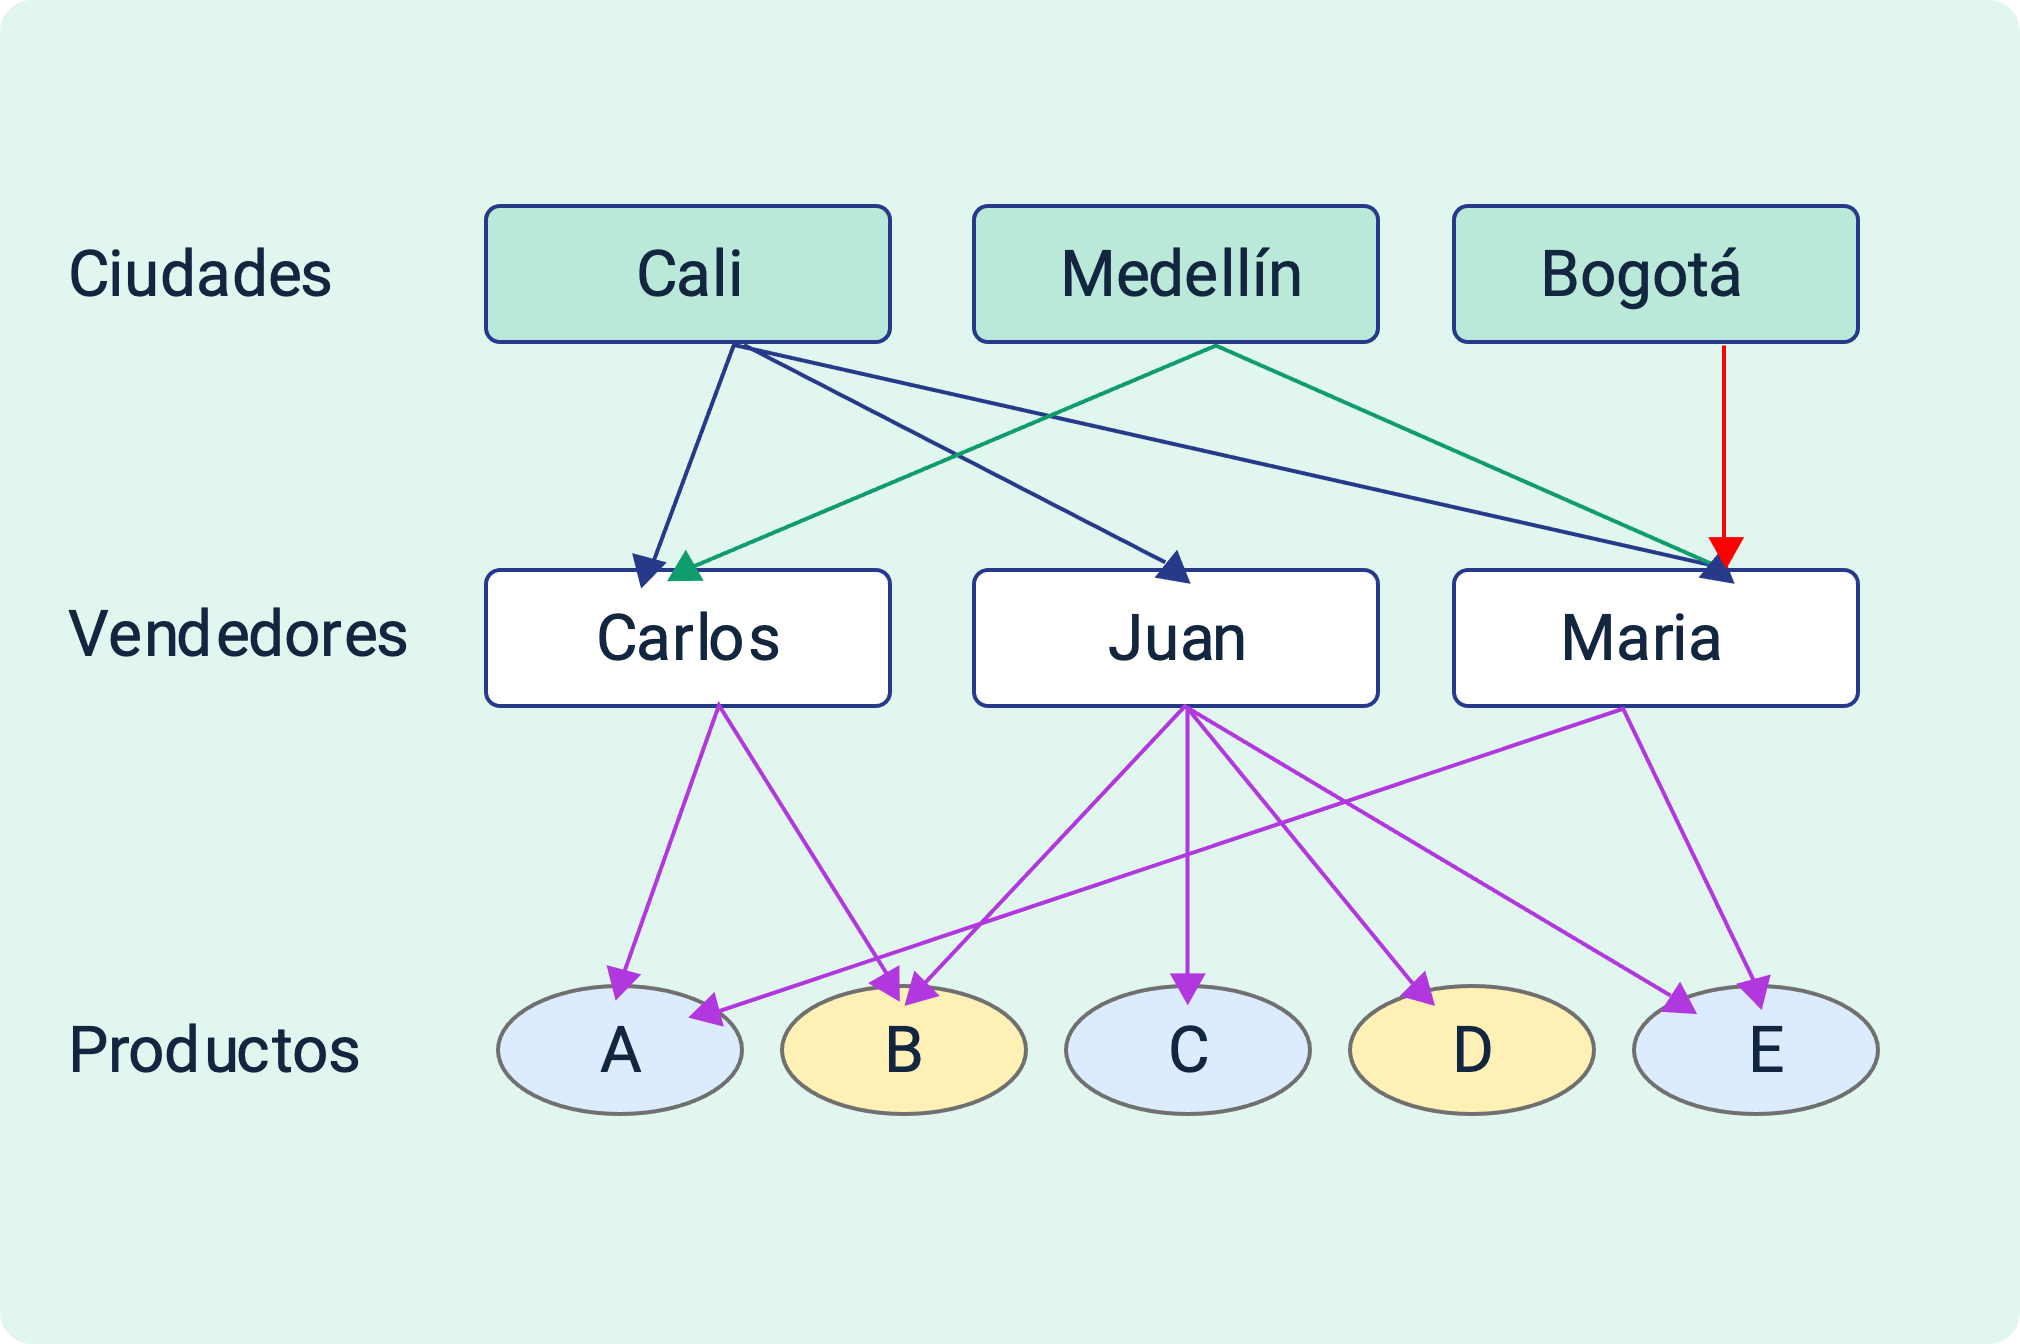 Ciudades
Cali
Medellín
Bogotá
Vendedores
Carlos
Juan
Maria
Productos
A
B
C
D
E